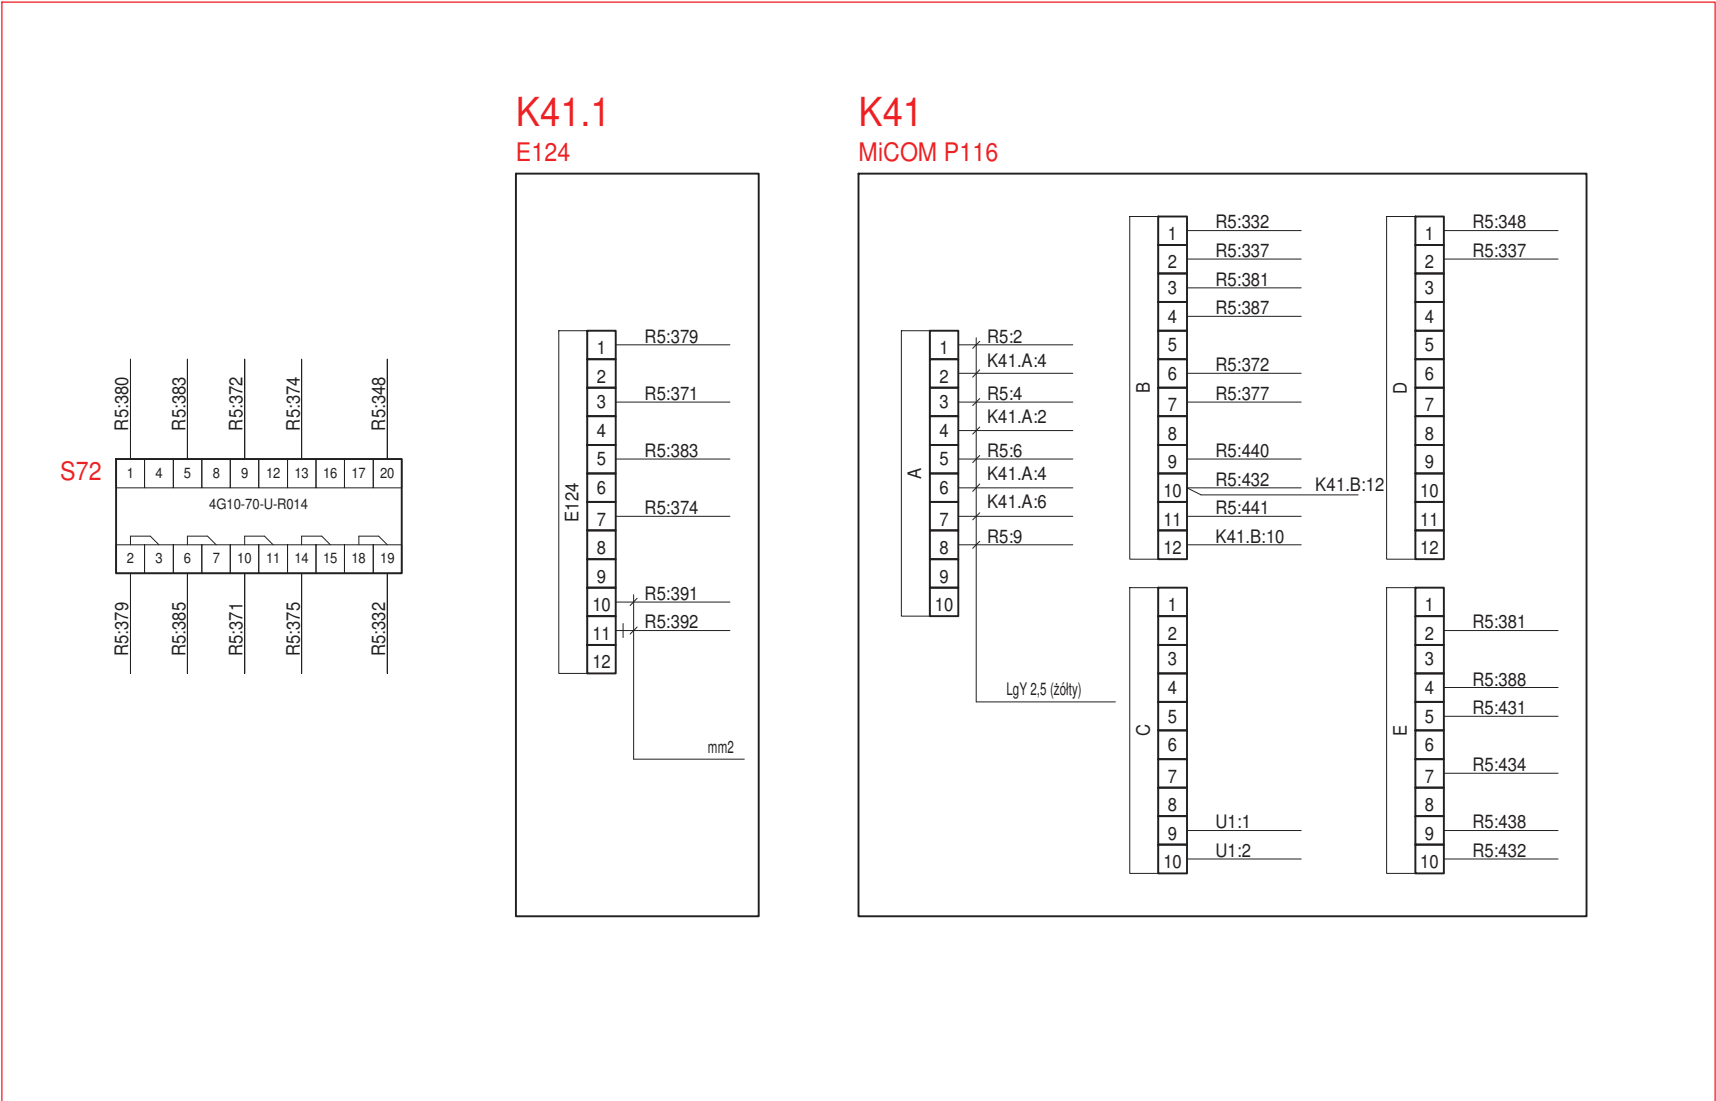 K41.1
E124
K41
MiCOM P116
S72
R5:380
R5:383
R5:372
R5:374
R5:348
1 4 5 8 9 12 13 16 17 20
4G10-70-U-R014
2 3 6 7 10 11 14 15 18 19
R5:379
R5:385
R5:371
R5:375
R5:332
E124
1 R5:379
2
3 R5:371
4
5 R5:383
6
7 R5:374
8
9
10 R5:391
11 R5:392
12
mm2
A
1 R5:2
2 K41.A:4
3 R5:4
4 K41.A:2
5 R5:6
6 K41.A:4
7 K41.A:6
8 R5:9
9
10
LgY 2,5 (żółty)
B
1 R5:332
2 R5:337
3 R5:381
4 R5:387
5
6 R5:372
7 R5:377
8
9 R5:440
10 R5:432 K41.B:12
11 R5:441
12 K41.B:10
C
1
2
3
4
5
6
7
8
9 U1:1
10 U1:2
D
1 R5:348
2 R5:337
3
4
5
6
7
8
9
10
11
12
E
1
2 R5:381
3
4 R5:388
5 R5:431
6
7 R5:434
8
9 R5:438
10 R5:432